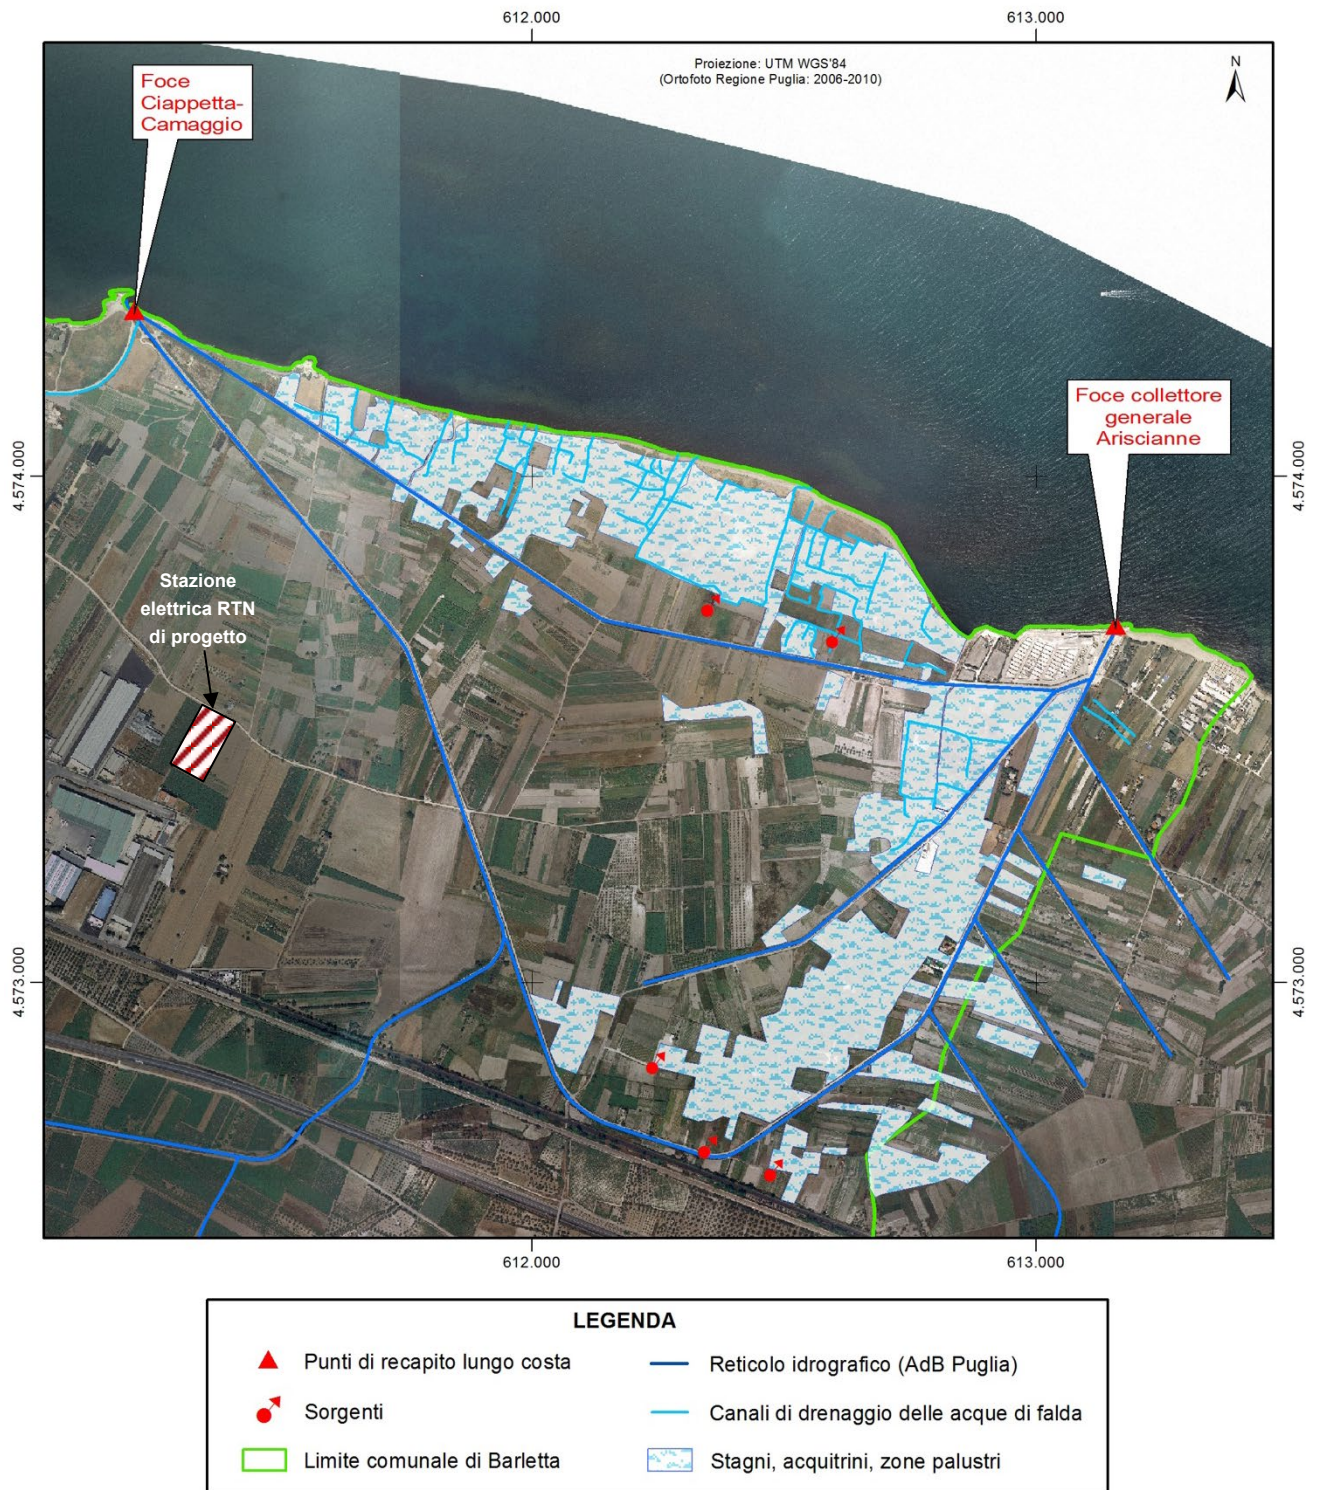 612.000
613.000
Proiezione: UTM WGS'84
(Ortofoto Regione Puglia: 2006-2010)
N
Foce
Ciappetta-
Camaggio
Foce collettore
generale
Ariscianne
4.574.000
4.574.000
Stazione
elettrica RTN
di progetto
4.573.000
4.573.000
612.000
613.000
LEGENDA
Punti di recapito lungo costa
Reticolo idrografico (AdB Puglia)
Sorgenti
Canali di drenaggio delle acque di falda
Limite comunale di Barletta
Stagni, acquitrini, zone palustri